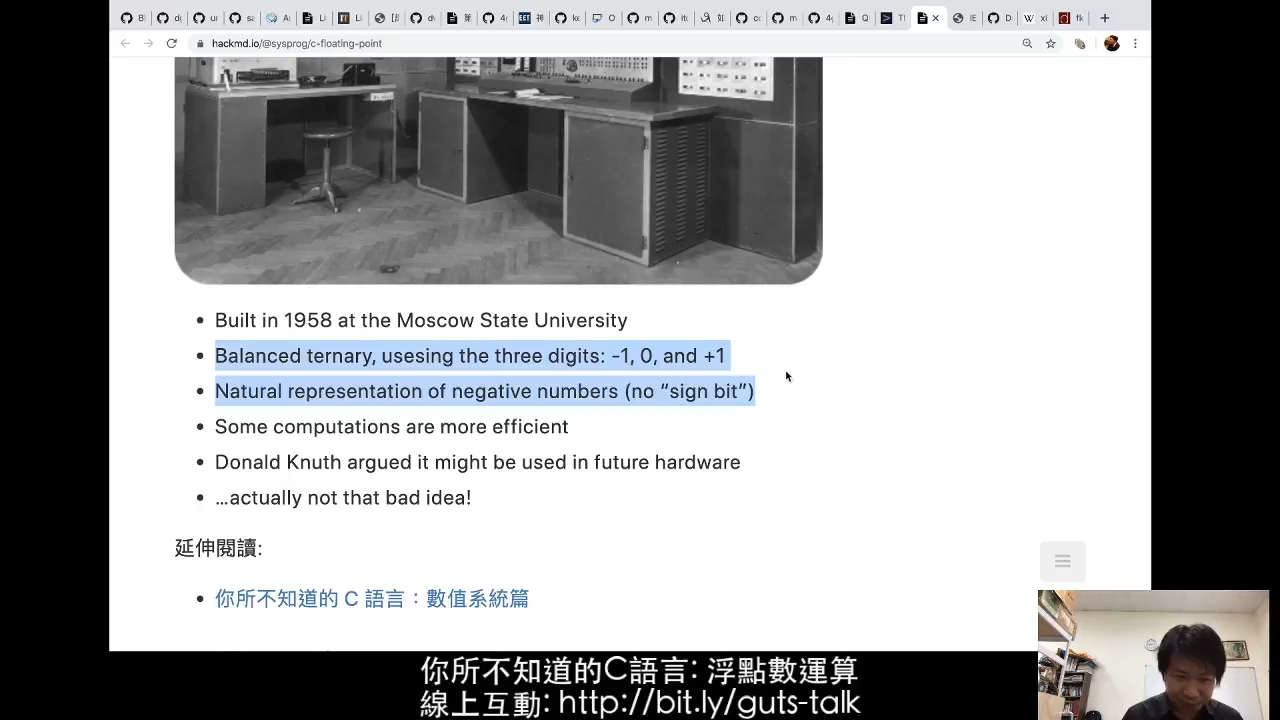 hackmd.io/@sysprog/c-floating-point
Built in 1958 at the Moscow State University
Balanced ternary, usesing the three digits: -1, 0, and +1
Natural representation of negative numbers (no “sign bit”)
Some computations are more efficient
Donald Knuth argued it might be used in future hardware
...actually not that bad idea!
延伸閱讀:
你所不知道的 C 語言：數值系統篇
你所不知道的C語言: 浮點數運算
線上互動: http://bit.ly/guts-talk